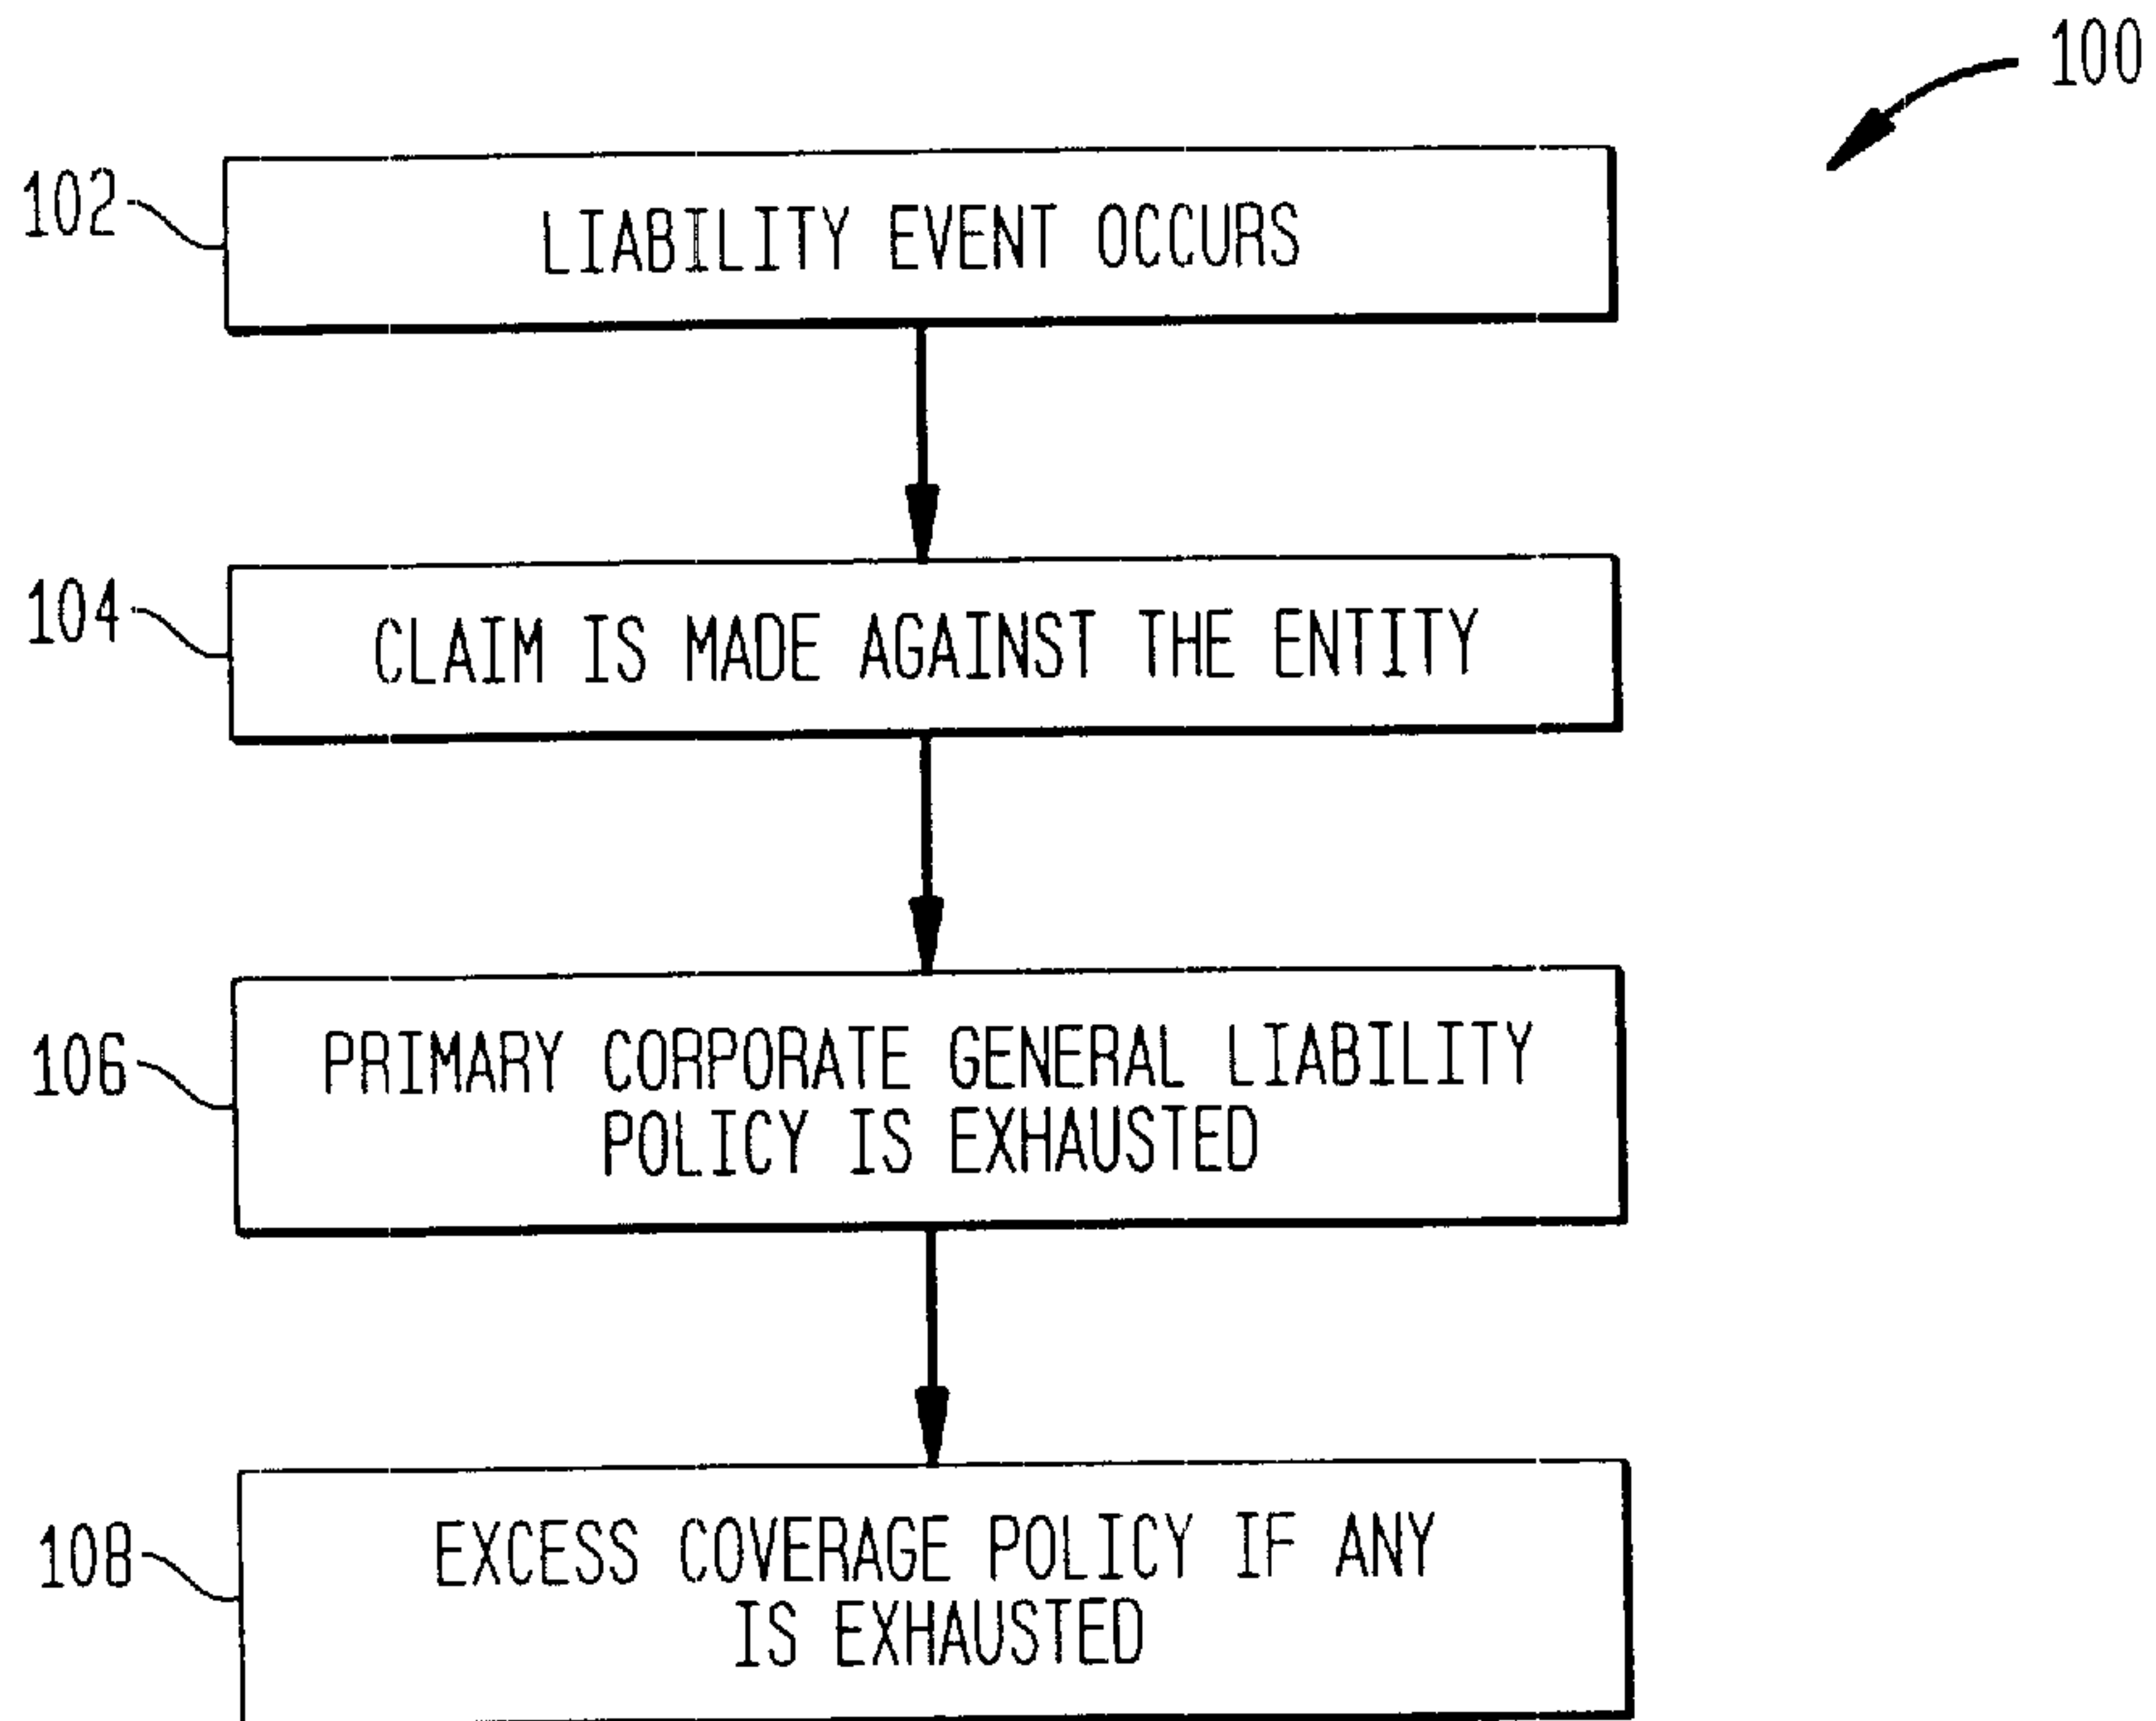 100
102
LIABILITY EVENT OCCURS
104
CLAIM IS MADE AGAINST THE ENTITY
106
PRIMARY CORPORATE GENERAL LIABILITY
POLICY IS EXHAUSTED
108
EXCESS COVERAGE POLICY IF ANY
IS EXHAUSTED